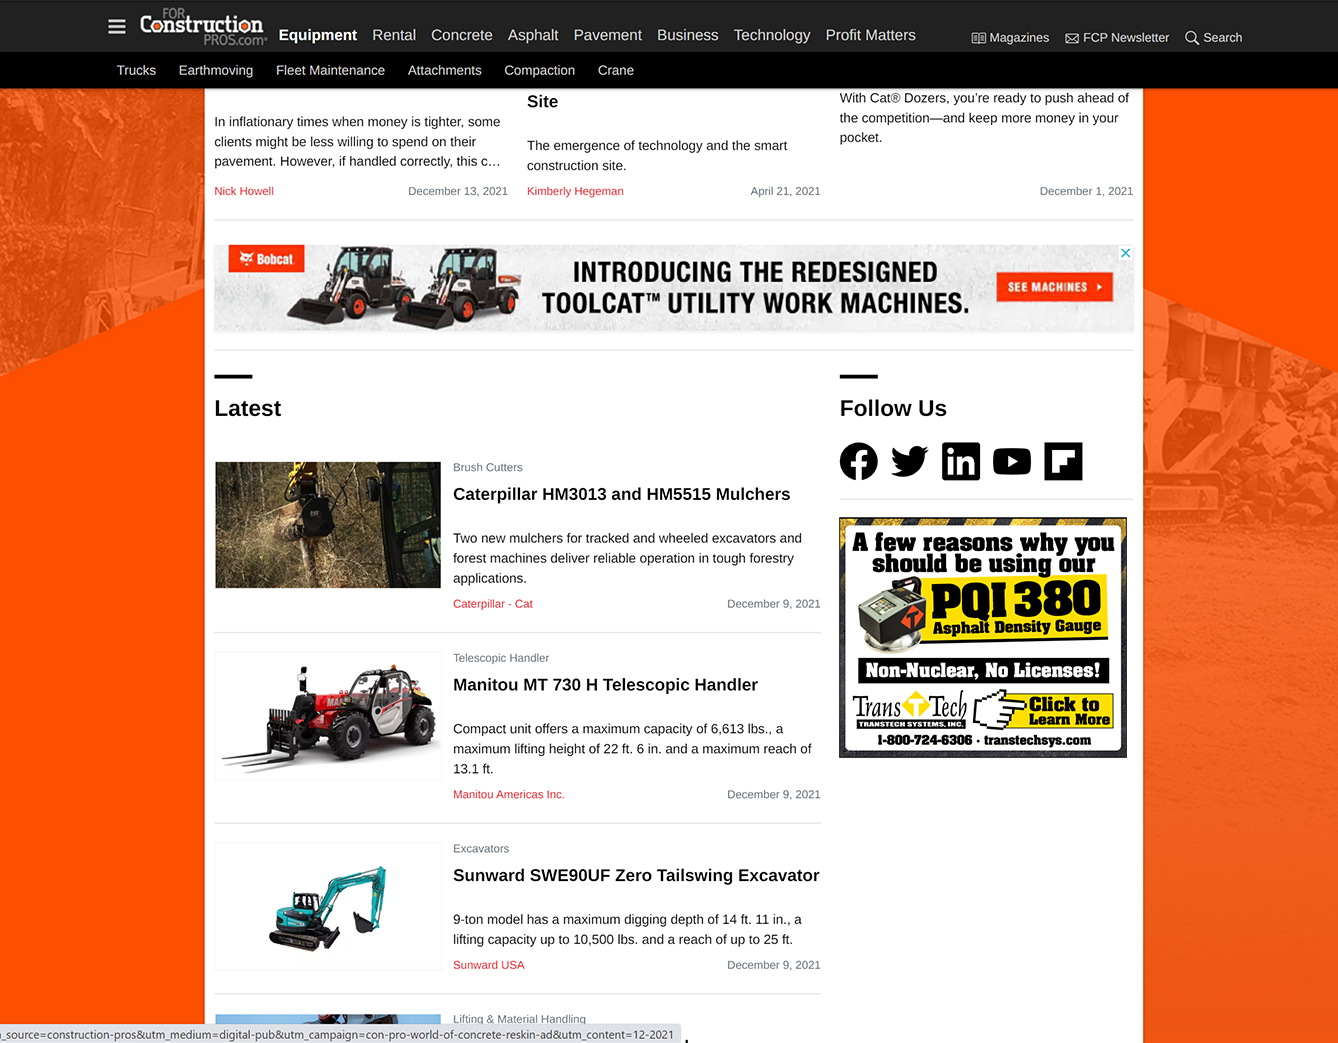 FOR
Construction
PROS.com
Equipment
Rental
Concrete
Asphalt
Pavement
Business
Technology
Profit Matters
Magazines
FCP Newsletter
Search
Trucks
Earthmoving
Fleet Maintenance
Attachments
Compaction
Crane
In inflationary times when money is tighter, some
clients might be less willing to spend on their
pavement. However, if handled correctly, this c…
Nick Howell
December 13, 2021
Site
The emergence of technology and the smart
construction site.
Kimberly Hegeman
April 21, 2021
With Cat® Dozers, you’re ready to push ahead of
the competition—and keep more money in your
pocket.
December 1, 2021
Bobcat
INTRODUCING THE REDESIGNED
TOOLCAT™ UTILITY WORK MACHINES.
SEE MACHINES
Latest
Brush Cutters
Caterpillar HM3013 and HM5515 Mulchers
Two new mulchers for tracked and wheeled excavators and
forest machines deliver reliable operation in tough forestry
applications.
Caterpillar - Cat
December 9, 2021
Telescopic Handler
Manitou MT 730 H Telescopic Handler
Compact unit offers a maximum capacity of 6,613 lbs., a
maximum lifting height of 22 ft. 6 in. and a maximum reach of
13.1 ft.
Manitou Americas Inc.
December 9, 2021
Excavators
Sunward SWE90UF Zero Tailswing Excavator
9-ton model has a maximum digging depth of 14 ft. 11 in., a
lifting capacity up to 10,500 lbs. and a reach of up to 25 ft.
Sunward USA
December 9, 2021
Lifting & Material Handling
Follow Us
A few reasons why you
should be using our
PQI 380
Asphalt Density Gauge
Non-Nuclear, No Licenses!
Trans Tech
TRANSTECH SYSTEMS, INC.
Click to
Learn More
1-800-724-6306 · transtechsys.com
_source=construction-pros&utm_medium=digital-pub&utm_campaign=con-pro-world-of-concrete-reskin-ad&utm_content=12-2021